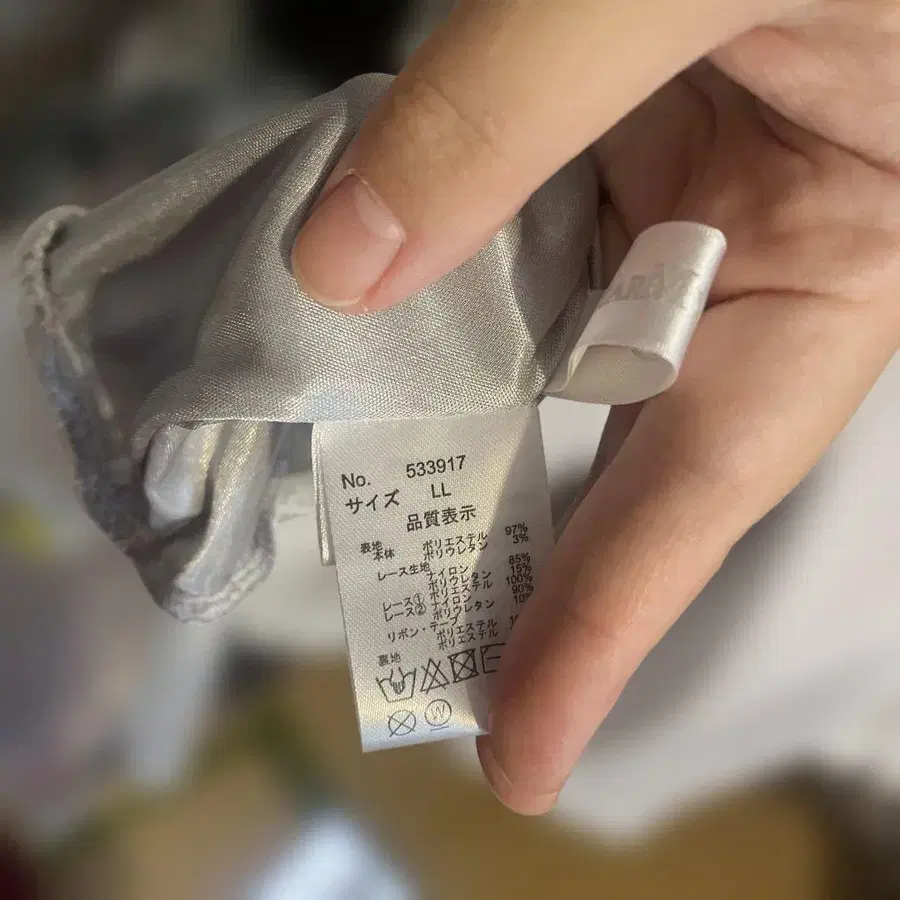 No. 533917
サイズ LL
品質表示
表地
本体 ポリエステル 97%
ポリウレタン 3%
レース生地
ナイロン 85%
ポリウレタン 15%
レース① ポリエステル 100%
レース② ナイロン 90%
ポリウレタン 10%
リボン・テープ
ポリエステル
ポリエステル
裏地
W